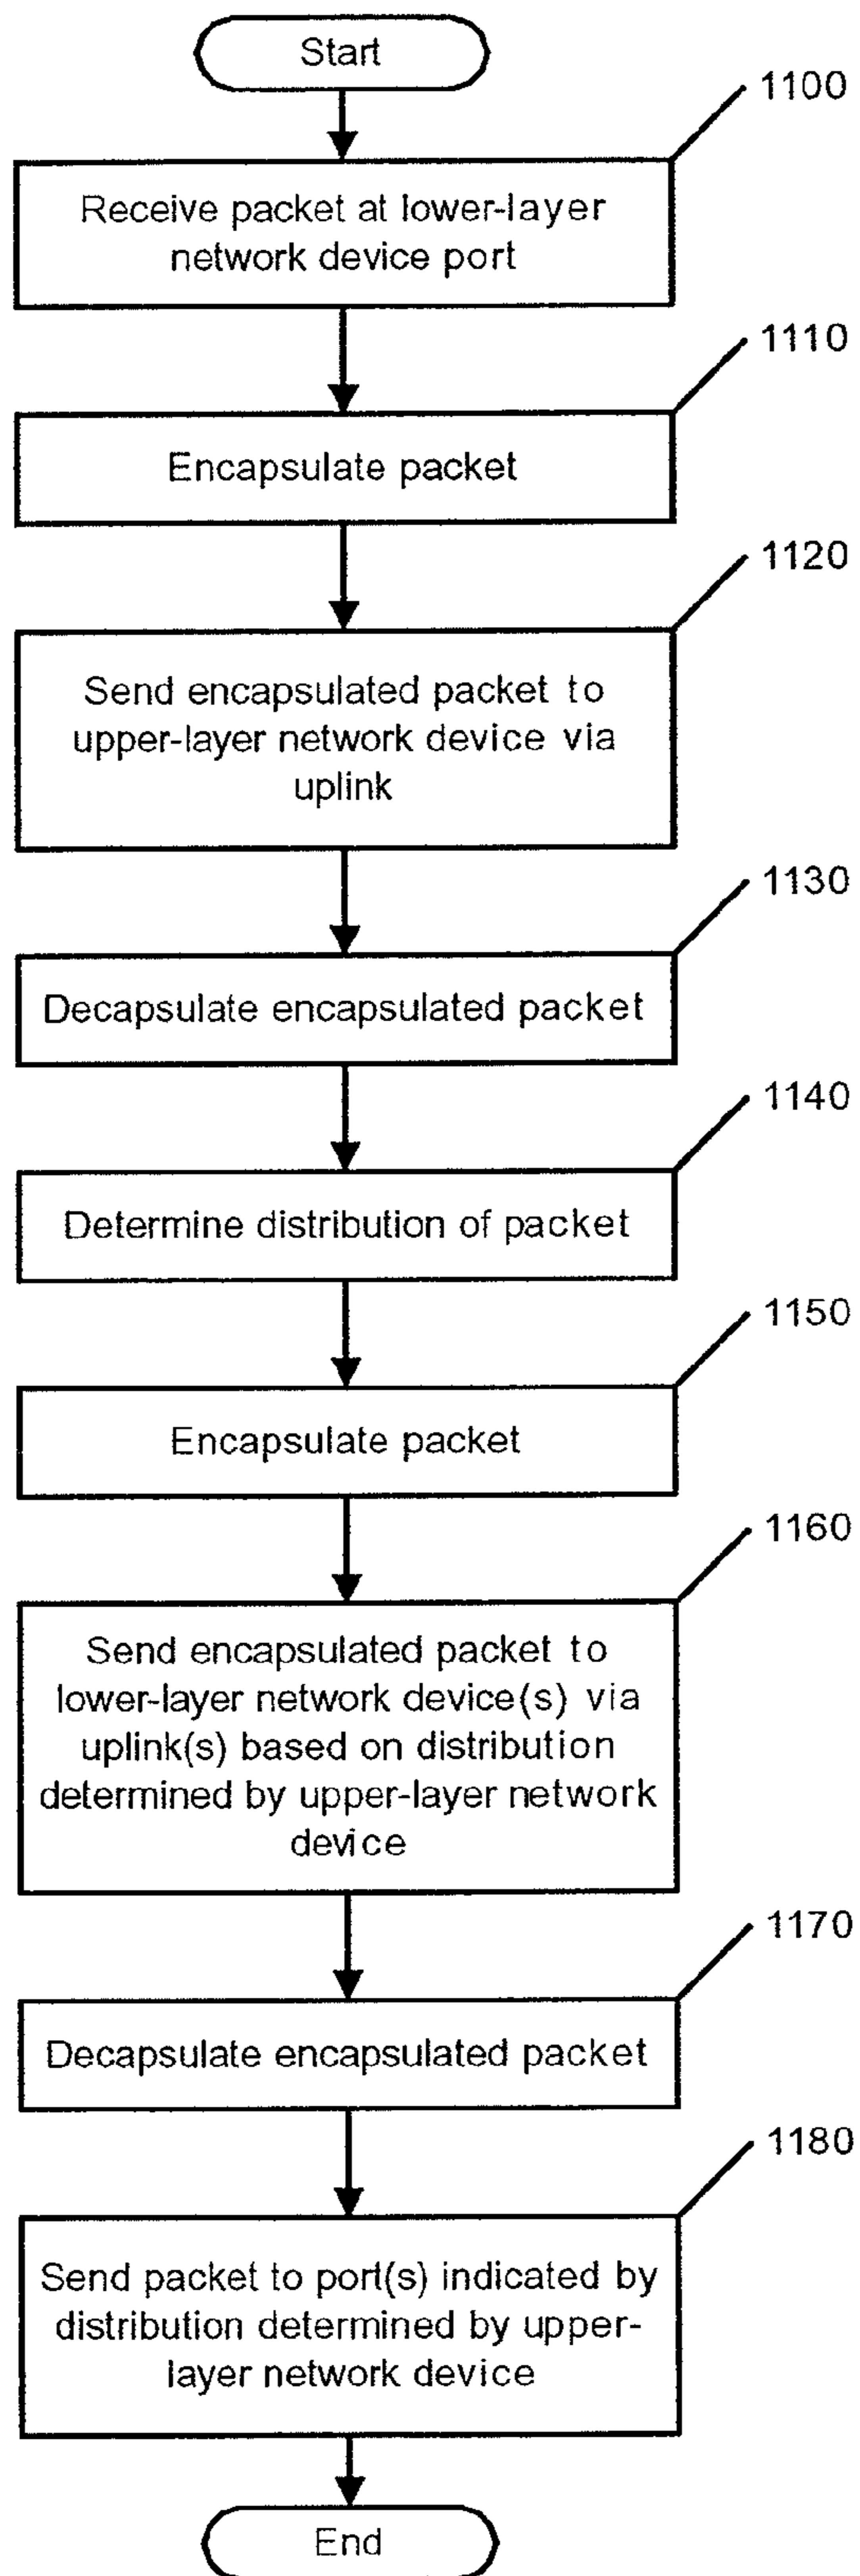 Start
1100
Receive packet at lower-layer
network device port
1110
Encapsulate packet
1120
Send encapsulated packet to
upper-layer network device via
uplink
1130
Decapsulate encapsulated packet
1140
Determine distribution of packet
1150
Encapsulate packet
1160
Send encapsulated packet to
lower-layer network device(s) via
uplink(s) based on distribution
determined by upper-layer network
device
1170
Decapsulate encapsulated packet
1180
Send packet to port(s) indicated by
distribution determined by upper-
layer network device
End